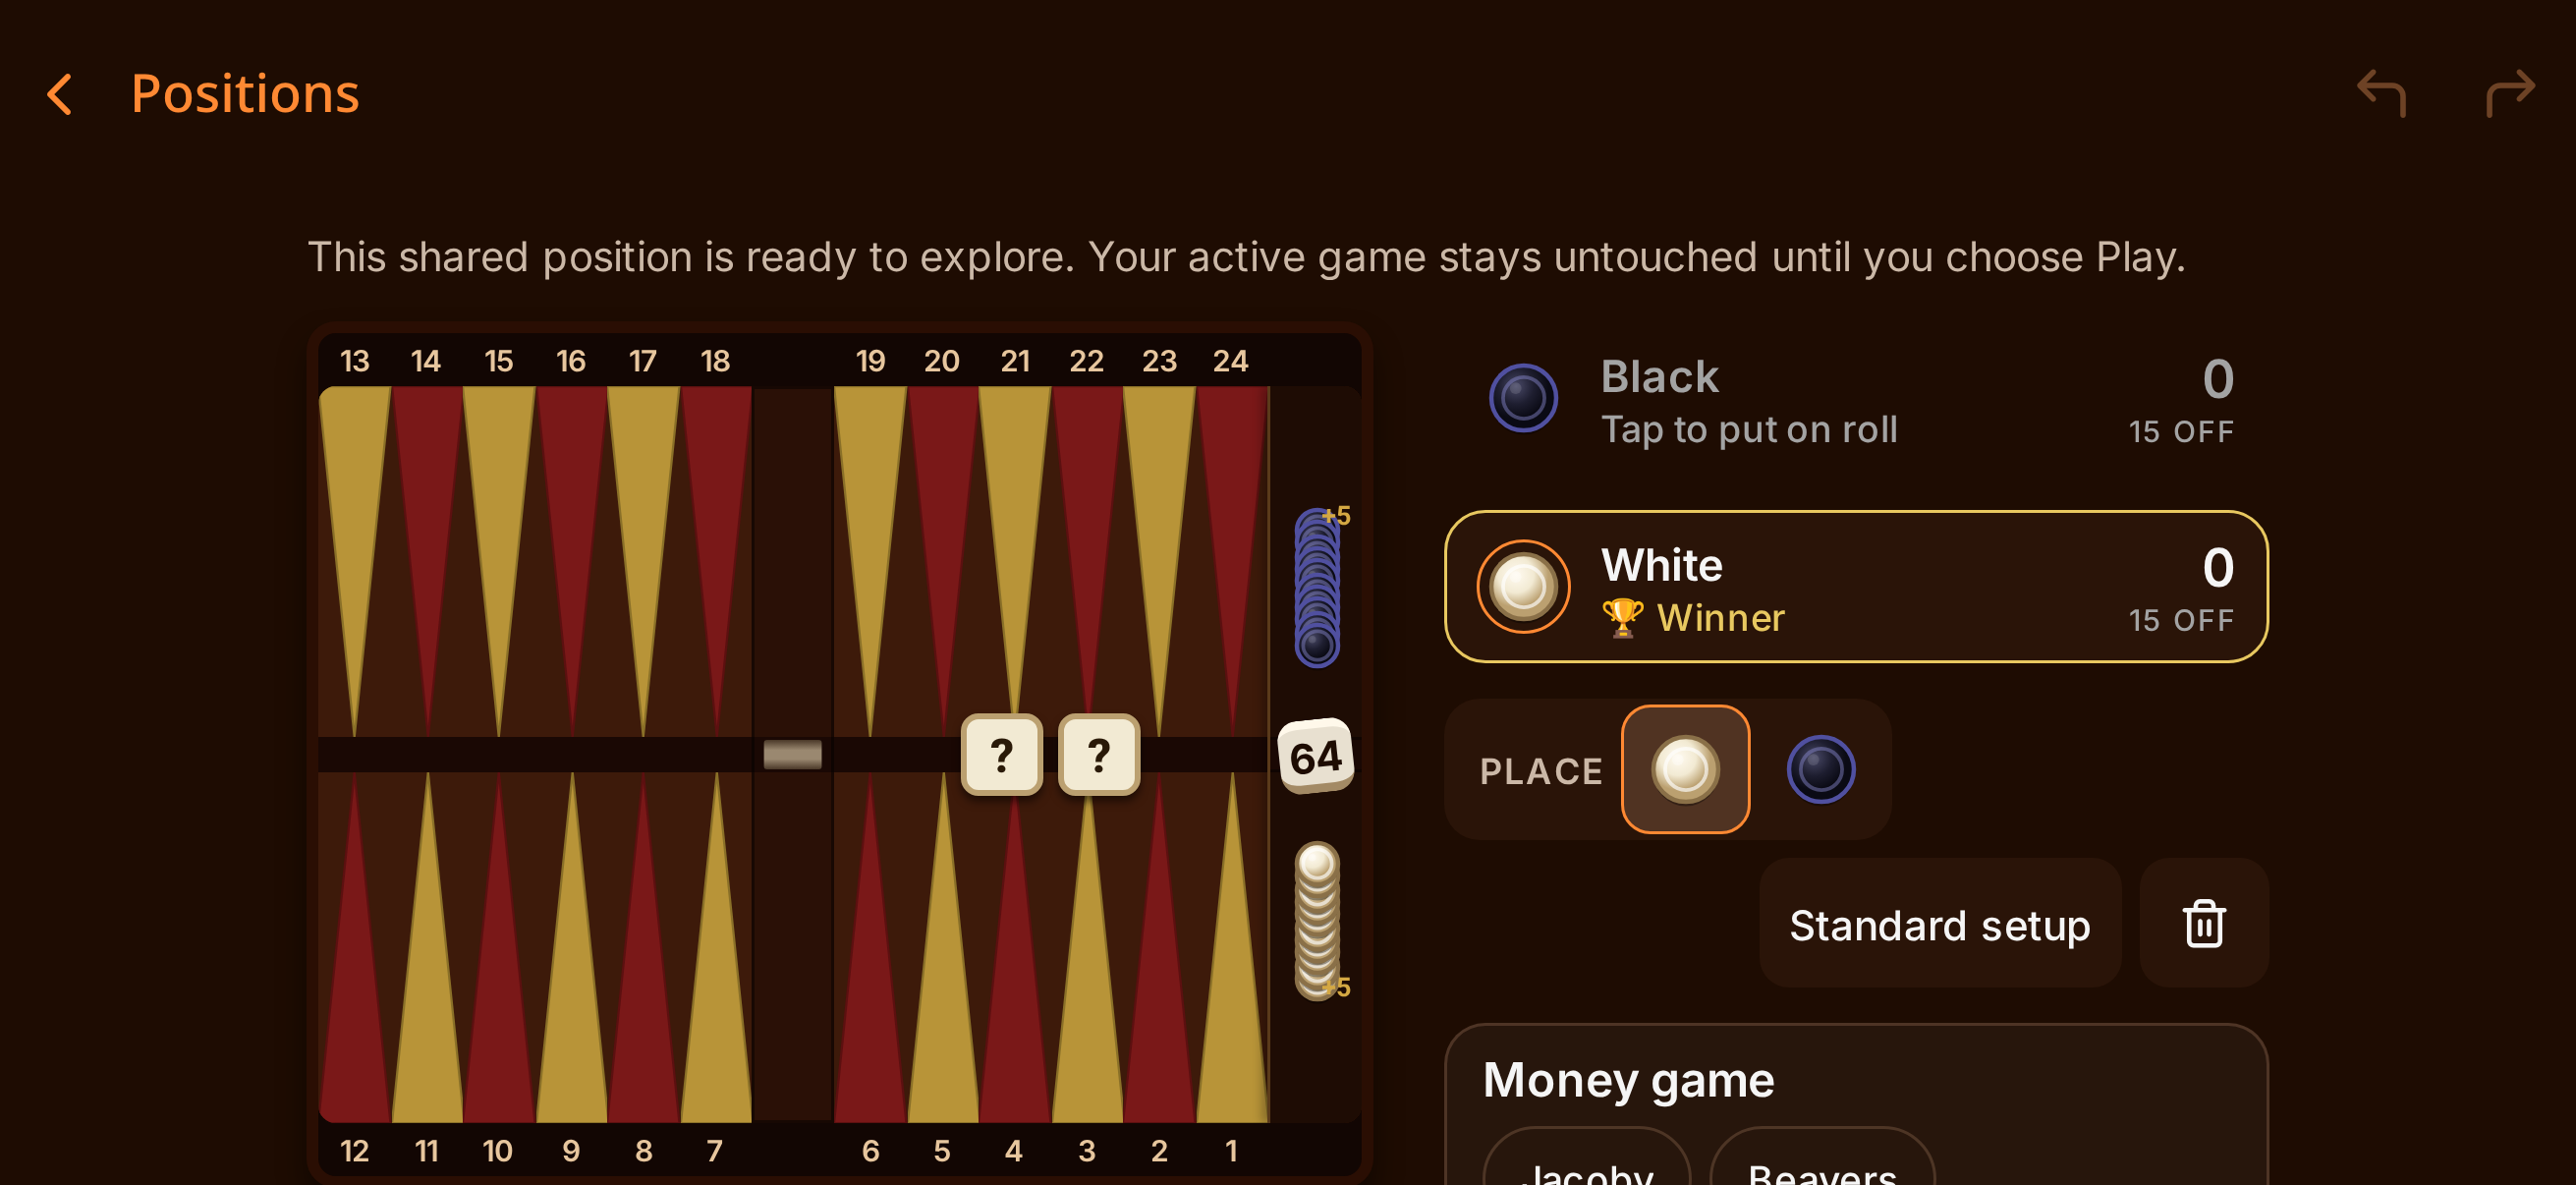 Positions
This shared position is ready to explore. Your active game stays untouched until you choose Play.
13 14 15 16 17 18 19 20 21 22 23 24
+5
? ?
64
+5
12 11 10 9 8 7 6 5 4 3 2 1
Black 0
Tap to put on roll 15 OFF
White 0
🏆 Winner 15 OFF
PLACE
Standard setup
Money game
Jacoby Beavers